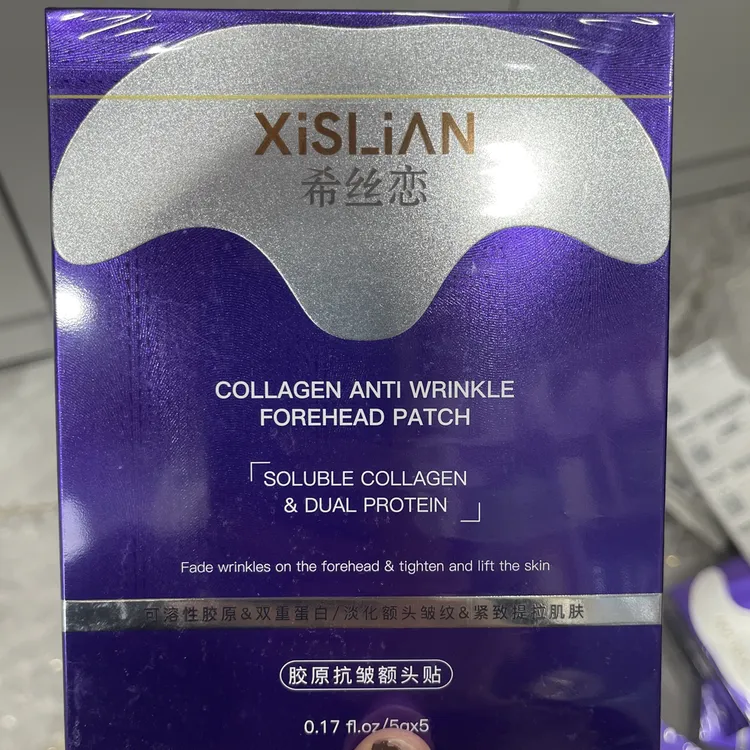 XiSLiAN
希丝恋
COLLAGEN ANTI WRINKLE
FOREHEAD PATCH
SOLUBLE COLLAGEN
& DUAL PROTEIN
Fade wrinkles on the forehead & tighten and lift the skin
可溶性胶原&双重蛋白/淡化额头皱纹&紧致提拉肌肤
胶原抗皱额头贴
0.17 fl.oz/5gx5